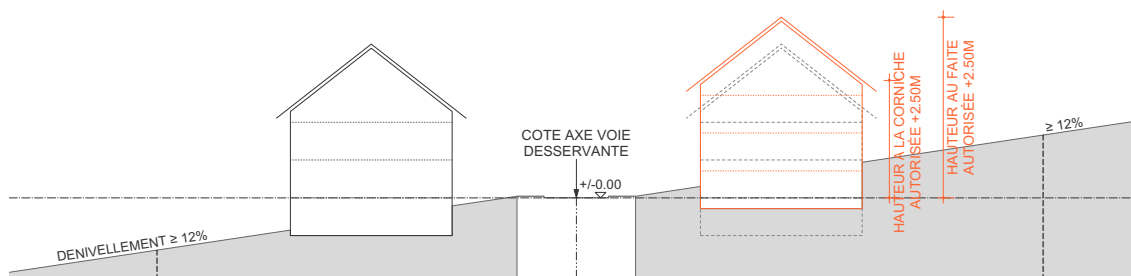 DENIVELLEMENT ≥ 12%
COTE AXE VOIE
DESSERVANTE
+/-0.00
HAUTEUR A LA CORNICHE
AUTORISÉE +2.50M
HAUTEUR AU FAITE
AUTORISÉE +2.50M
≥ 12%